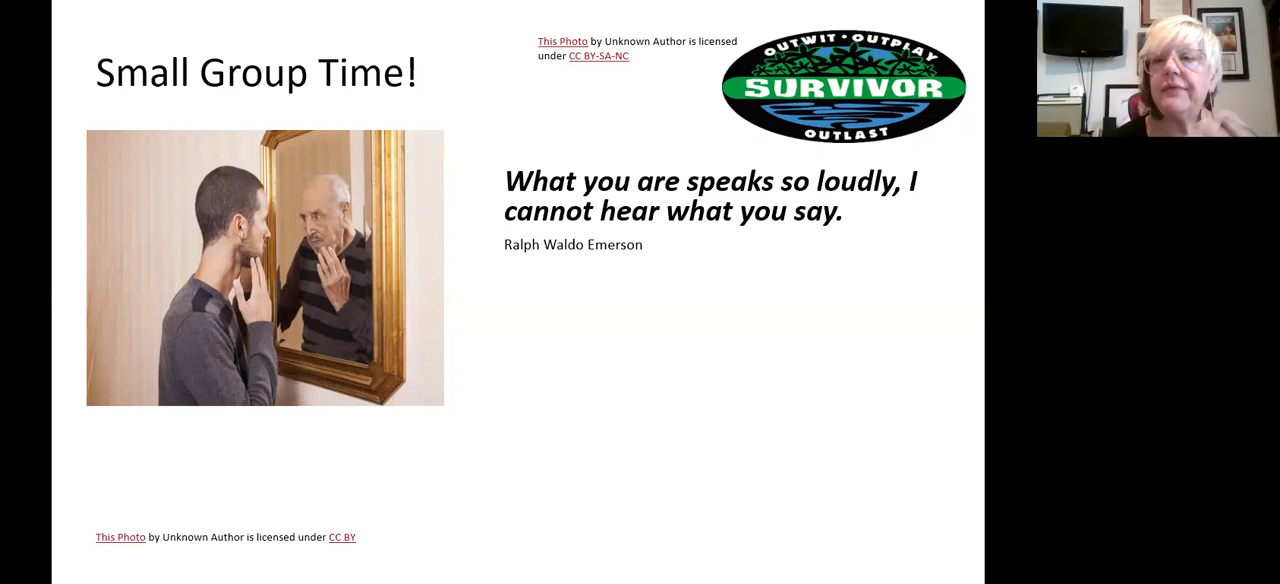 Small Group Time!
This Photo by Unknown Author is licensed
under CC BY-SA-NC
OUTWIT • OUTPLAY
SURVIVOR
OUTLAST
What you are speaks so loudly, I
cannot hear what you say.
Ralph Waldo Emerson
This Photo by Unknown Author is licensed under CC BY